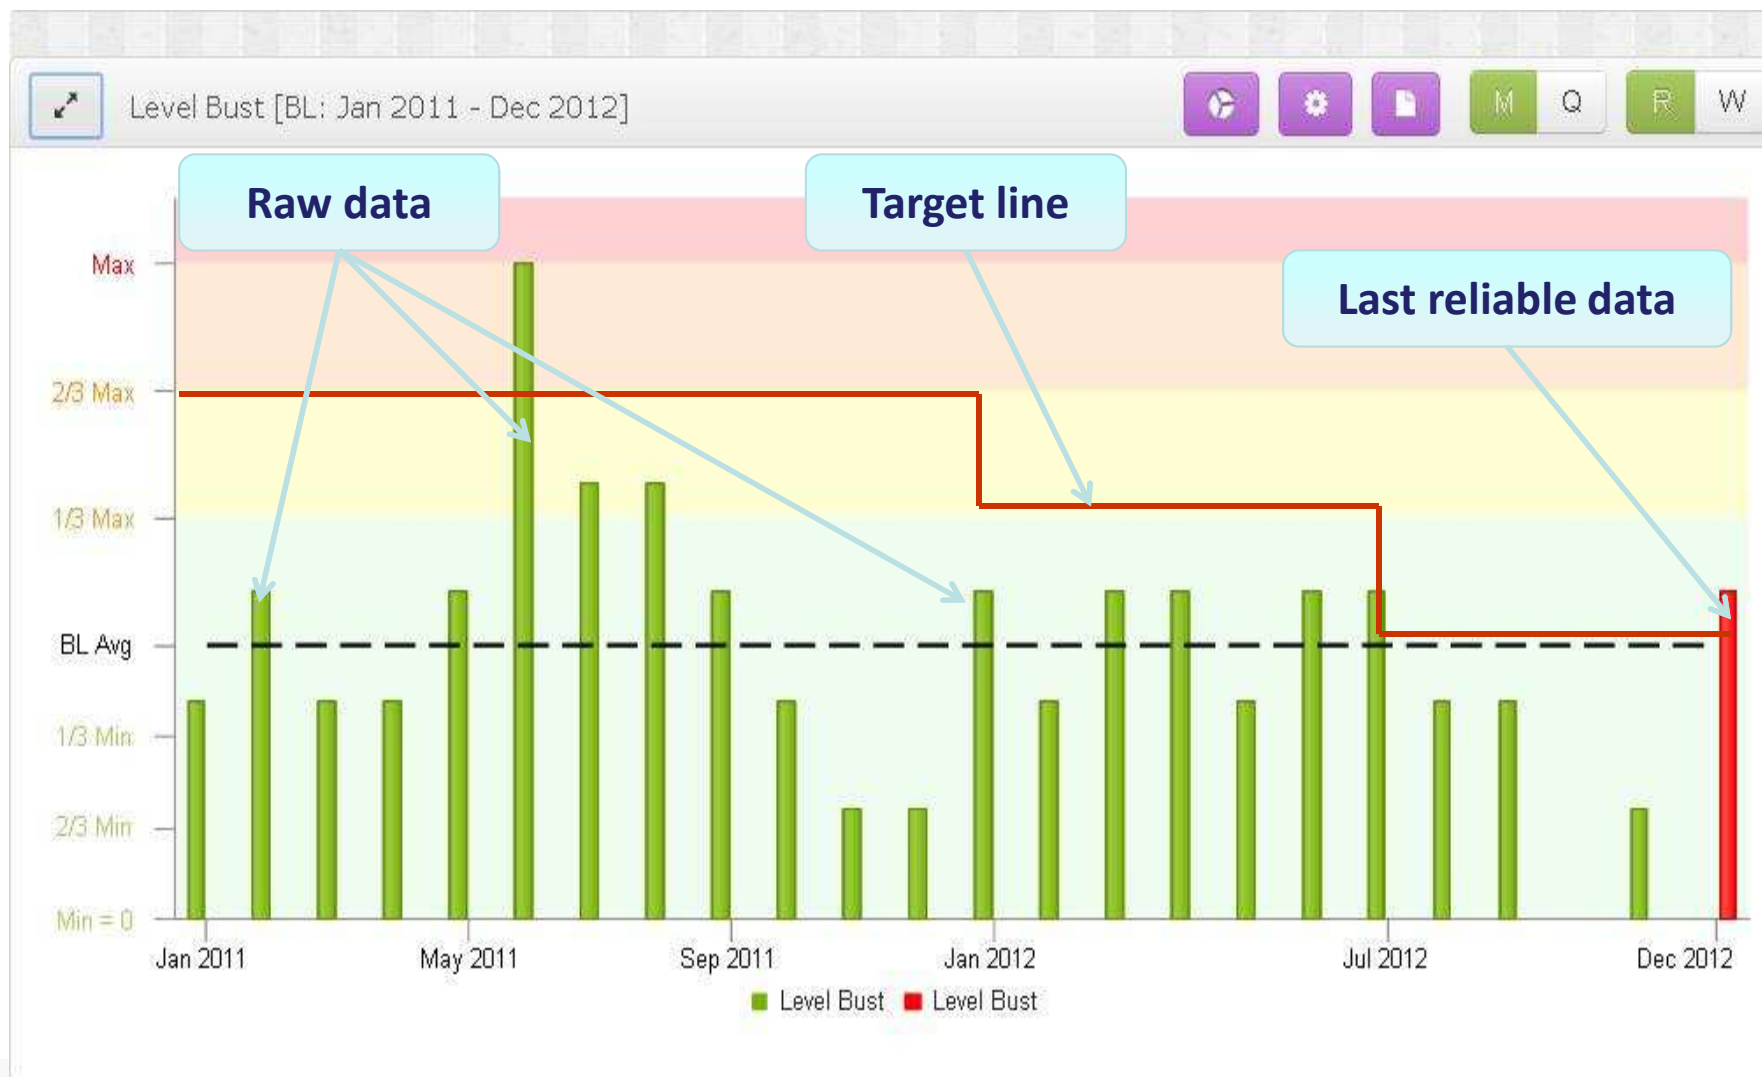 Level Bust [BL: Jan 2011 - Dec 2012]
M Q R W
Raw data
Target line
Last reliable data
Max
2/3 Max
1/3 Max
BL Avg
1/3 Min
2/3 Min
Min = 0
Jan 2011 May 2011 Sep 2011 Jan 2012 Jul 2012 Dec 2012
Level Bust Level Bust